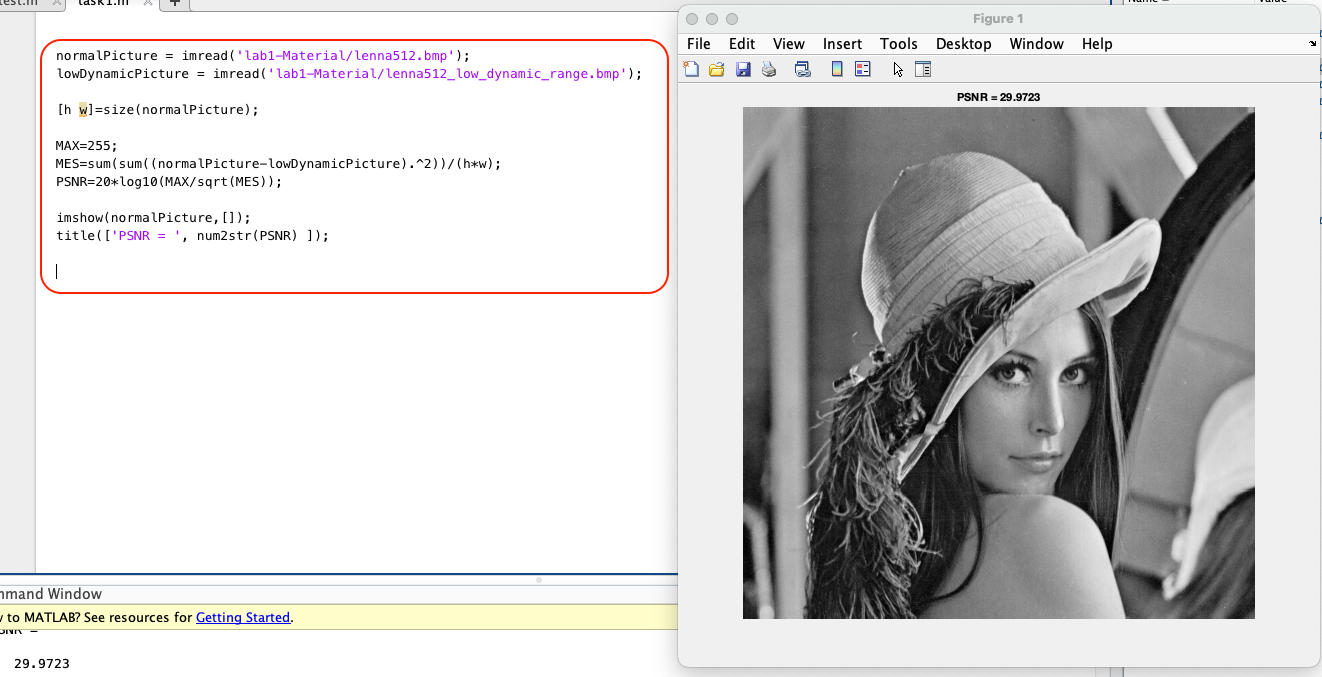 test.m
task1.m
Name
Value
normalPicture = imread('lab1-Material/lenna512.bmp');
lowDynamicPicture = imread('lab1-Material/lenna512_low_dynamic_range.bmp');
[h w]=size(normalPicture);
MAX=255;
MES=sum(sum((normalPicture-lowDynamicPicture).^2))/(h*w);
PSNR=20*log10(MAX/sqrt(MES));
imshow(normalPicture,[]);
title(['PSNR = ', num2str(PSNR) ]);
mmand Window
w to MATLAB? See resources for Getting Started.
PSNR =
29.9723
Figure 1
File Edit View Insert Tools Desktop Window Help
PSNR = 29.9723